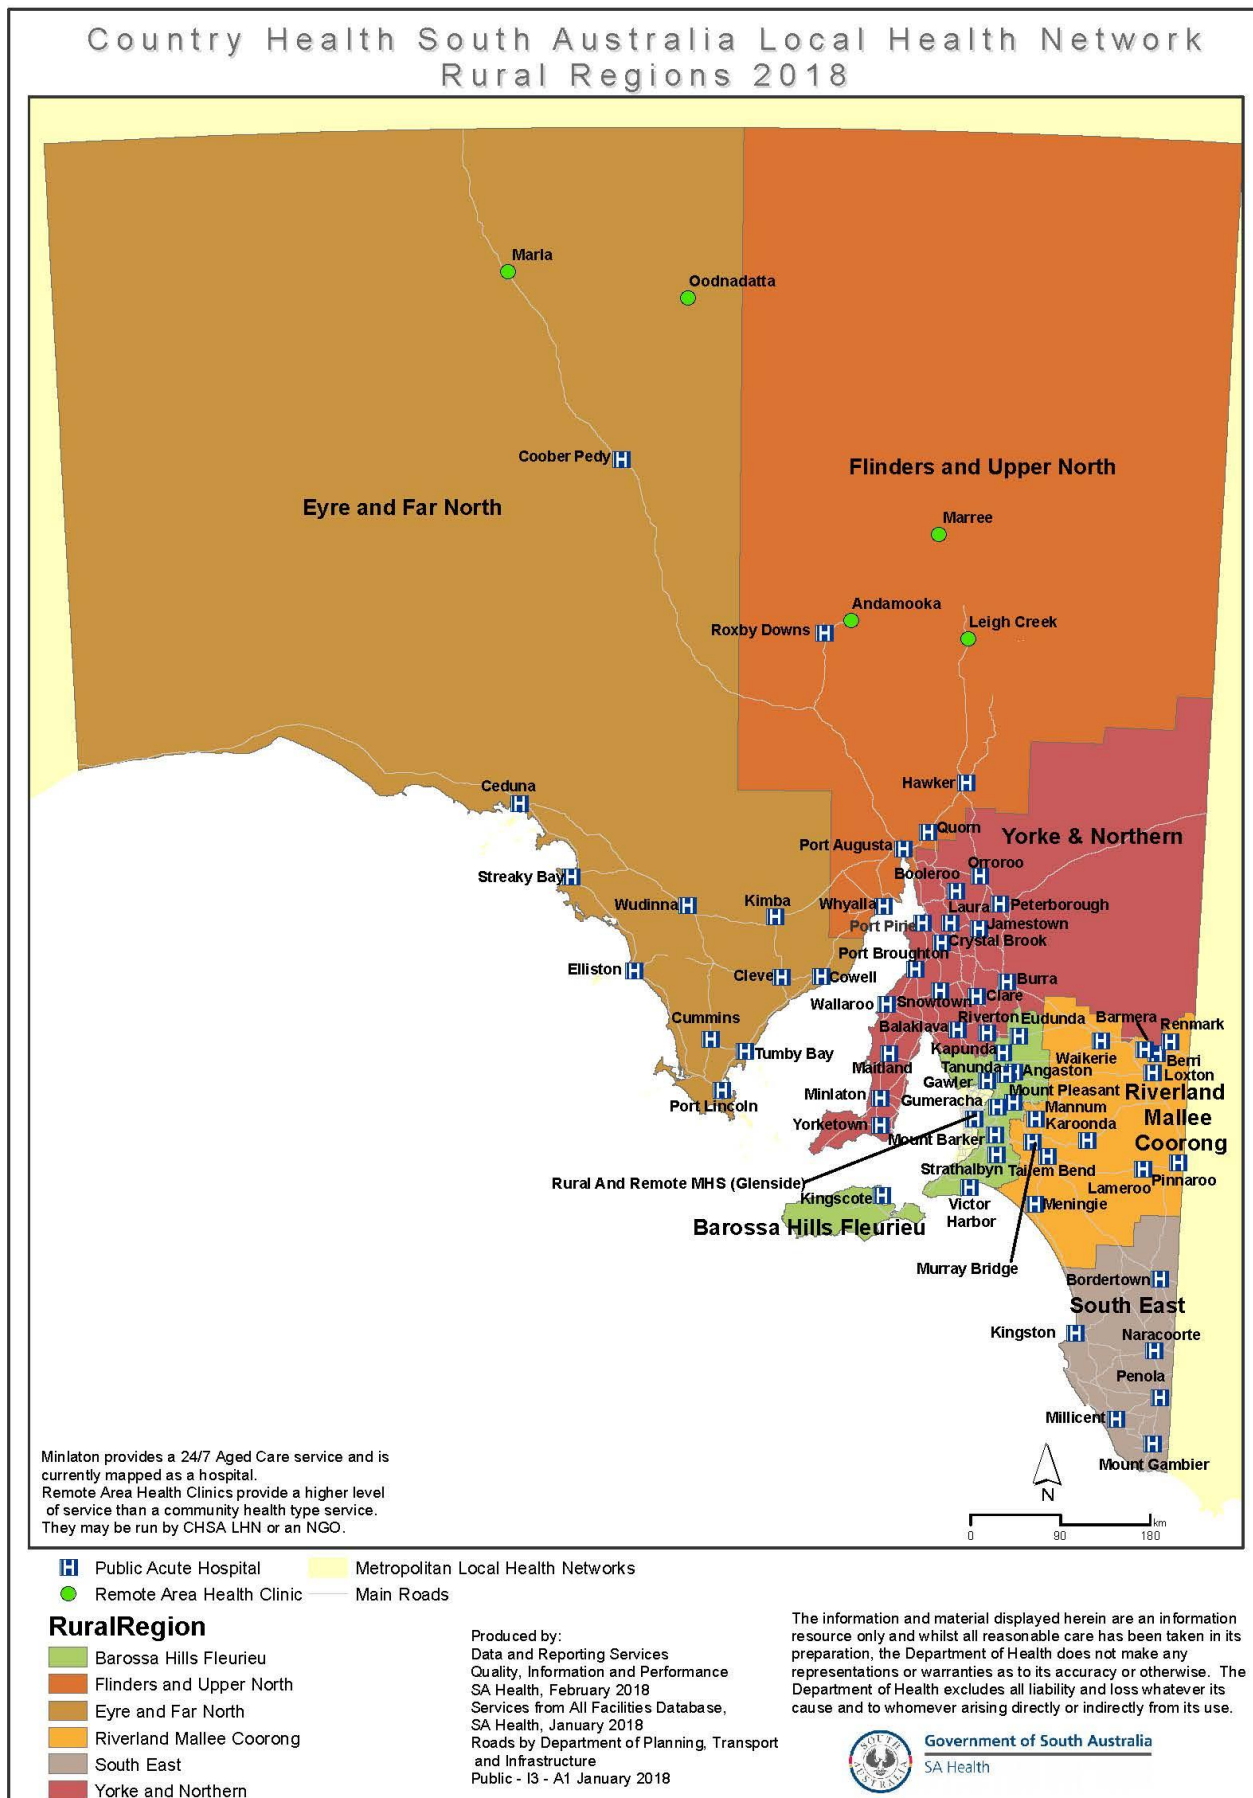 Country Health South Australia Local Health Network
Rural Regions 2018
Marla
Oodnadatta
Coober Pedy
Flinders and Upper North
Eyre and Far North
Marree
Andamooka
Leigh Creek
Roxby Downs
Hawker
Ceduna
Quorn
Yorke & Northern
Port Augusta
Orroroo
Booleroo
Streaky Bay
Wudinna
Kimba
Whyalla
Laura
Peterborough
Port Pirie
Jamestown
Crystal Brook
Port Broughton
Elliston
Cleve
Cowell
Burra
Wallaroo
Snowtown
Clare
Cummins
Riverton
Eudunda
Barmera
Renmark
Balaklava
Tumby Bay
Kapunda
Waikerie
Berri
Maitland
Tanunda
Angaston
Loxton
Gawler
Mount Pleasant
Riverland
Mallee
Coorong
Minlaton
Gumeracha
Mannum
Port Lincoln
Yorketown
Karoonda
Mount Barker
Strathalbyn
Tailem Bend
Rural And Remote MHS (Glenside)
Lameroo
Pinnaroo
Kingscote
Victor
Harbor
Meningie
Barossa Hills Fleurieu
Murray Bridge
Bordertown
South East
Kingston
Naracoorte
Penola
Millicent
Mount Gambier
Minlaton provides a 24/7 Aged Care service and is
currently mapped as a hospital.
Remote Area Health Clinics provide a higher level
of service than a community health type service.
They may be run by CHSA LHN or an NGO.
N
km
0 90 180
H Public Acute Hospital
Metropolitan Local Health Networks
Remote Area Health Clinic
Main Roads
RuralRegion
Barossa Hills Fleurieu
Flinders and Upper North
Eyre and Far North
Riverland Mallee Coorong
South East
Yorke and Northern
Produced by:
Data and Reporting Services
Quality, Information and Performance
SA Health, February 2018
Services from All Facilities Database,
SA Health, January 2018
Roads by Department of Planning, Transport
and Infrastructure
Public - I3 - A1 January 2018
The information and material displayed herein are an information
resource only and whilst all reasonable care has been taken in its
preparation, the Department of Health does not make any
representations or warranties as to its accuracy or otherwise. The
Department of Health excludes all liability and loss whatever its
cause and to whomever arising directly or indirectly from its use.
SOUTH
AUSTRALIA
Government of South Australia
SA Health